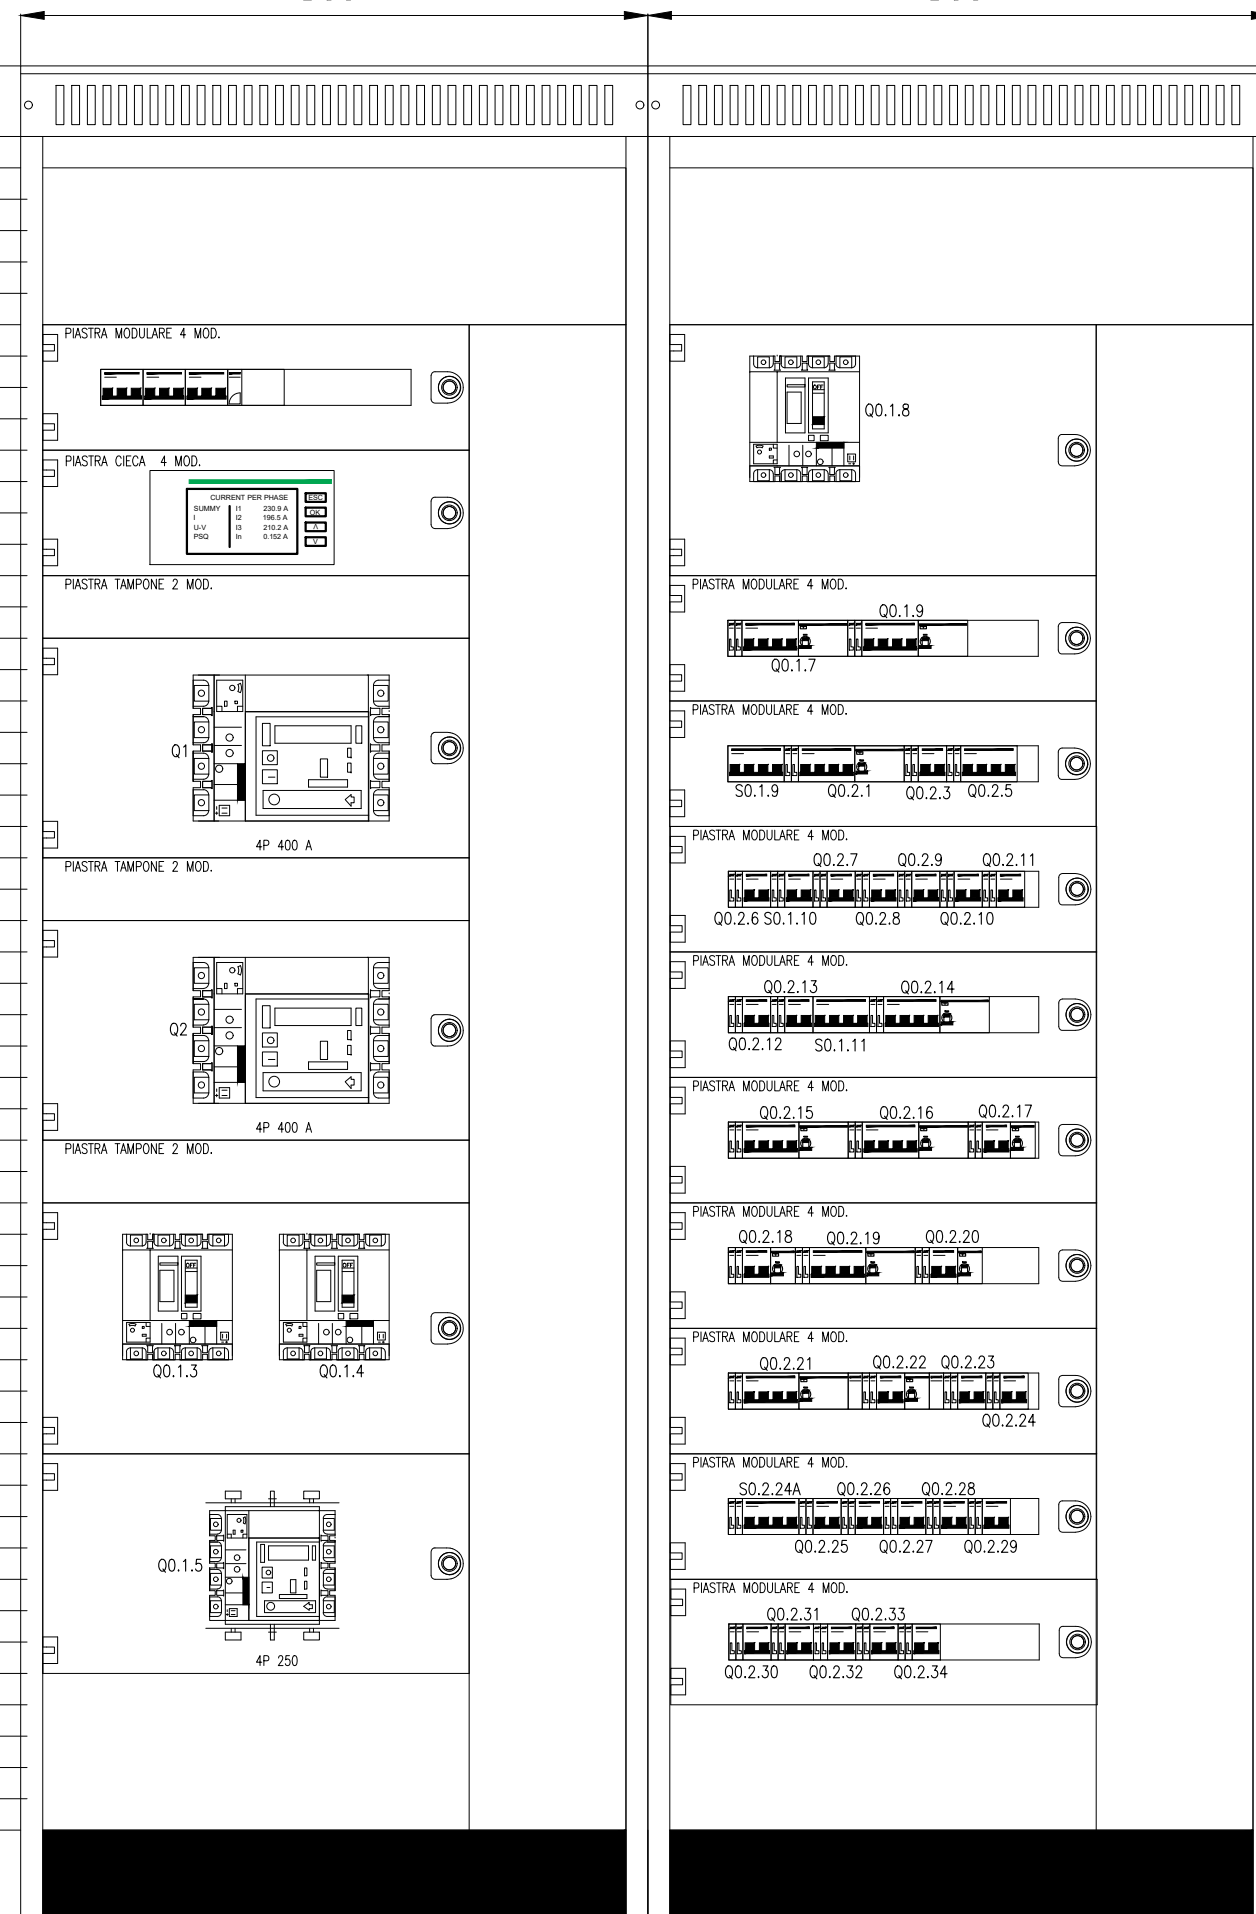 PIASTRA MODULARE 4 MOD.
PIASTRA CIECA 4 MOD.
CURRENT PER PHASE
SUMMY I1 230.9 A
I I2 196.5 A
U-V I3 210.2 A
PSQ In 0.152 A
ESC
OK
Λ
V
PIASTRA TAMPONE 2 MOD.
Q1
4P 400 A
PIASTRA TAMPONE 2 MOD.
Q2
4P 400 A
PIASTRA TAMPONE 2 MOD.
OFF OFF
Q0.1.3 Q0.1.4
Q0.1.5
4P 250
OFF
Q0.1.8
PIASTRA MODULARE 4 MOD.
Q0.1.9
Q0.1.7
PIASTRA MODULARE 4 MOD.
S0.1.9 Q0.2.1 Q0.2.3 Q0.2.5
PIASTRA MODULARE 4 MOD.
Q0.2.7 Q0.2.9 Q0.2.11
Q0.2.6 S0.1.10 Q0.2.8 Q0.2.10
PIASTRA MODULARE 4 MOD.
Q0.2.13 Q0.2.14
Q0.2.12 S0.1.11
PIASTRA MODULARE 4 MOD.
Q0.2.15 Q0.2.16 Q0.2.17
PIASTRA MODULARE 4 MOD.
Q0.2.18 Q0.2.19 Q0.2.20
PIASTRA MODULARE 4 MOD.
Q0.2.21 Q0.2.22 Q0.2.23
Q0.2.24
PIASTRA MODULARE 4 MOD.
S0.2.24A Q0.2.26 Q0.2.28
Q0.2.25 Q0.2.27 Q0.2.29
PIASTRA MODULARE 4 MOD.
Q0.2.31 Q0.2.33
Q0.2.30 Q0.2.32 Q0.2.34